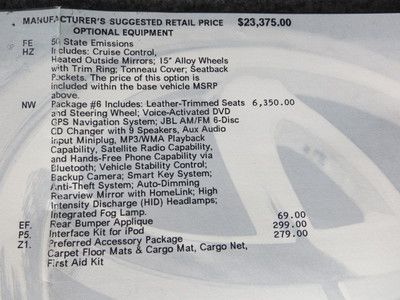 MANUFACTURER'S SUGGESTED RETAIL PRICE $23,375.00
OPTIONAL EQUIPMENT
FE 50 State Emissions
HZ Includes: Cruise Control,
Heated Outside Mirrors; 15" Alloy Wheels
with Trim Ring; Tonneau Cover; Seatback
Pockets. The price of this option is
included within the base vehicle MSRP
above.
NW Package #6 Includes: Leather-Trimmed Seats 6,350.00
and Steering Wheel; Voice-Activated DVD
GPS Navigation System; JBL AM/FM 6-Disc
CD Changer with 9 Speakers, Aux Audio
Input Miniplug, MP3/WMA Playback
Capability, Satellite Radio Capability,
and Hands-Free Phone Capability via
Bluetooth; Vehicle Stability Control;
Backup Camera; Smart Key System;
Anti-Theft System; Auto-Dimming
Rearview Mirror with HomeLink; High
Intensity Discharge (HID) Headlamps;
Integrated Fog Lamp.
EF. Rear Bumper Applique 69.00
P5. Interface Kit for iPod 299.00
Z1. Preferred Accessory Package 279.00
Carpet Floor Mats & Cargo Mat, Cargo Net,
First Aid Kit